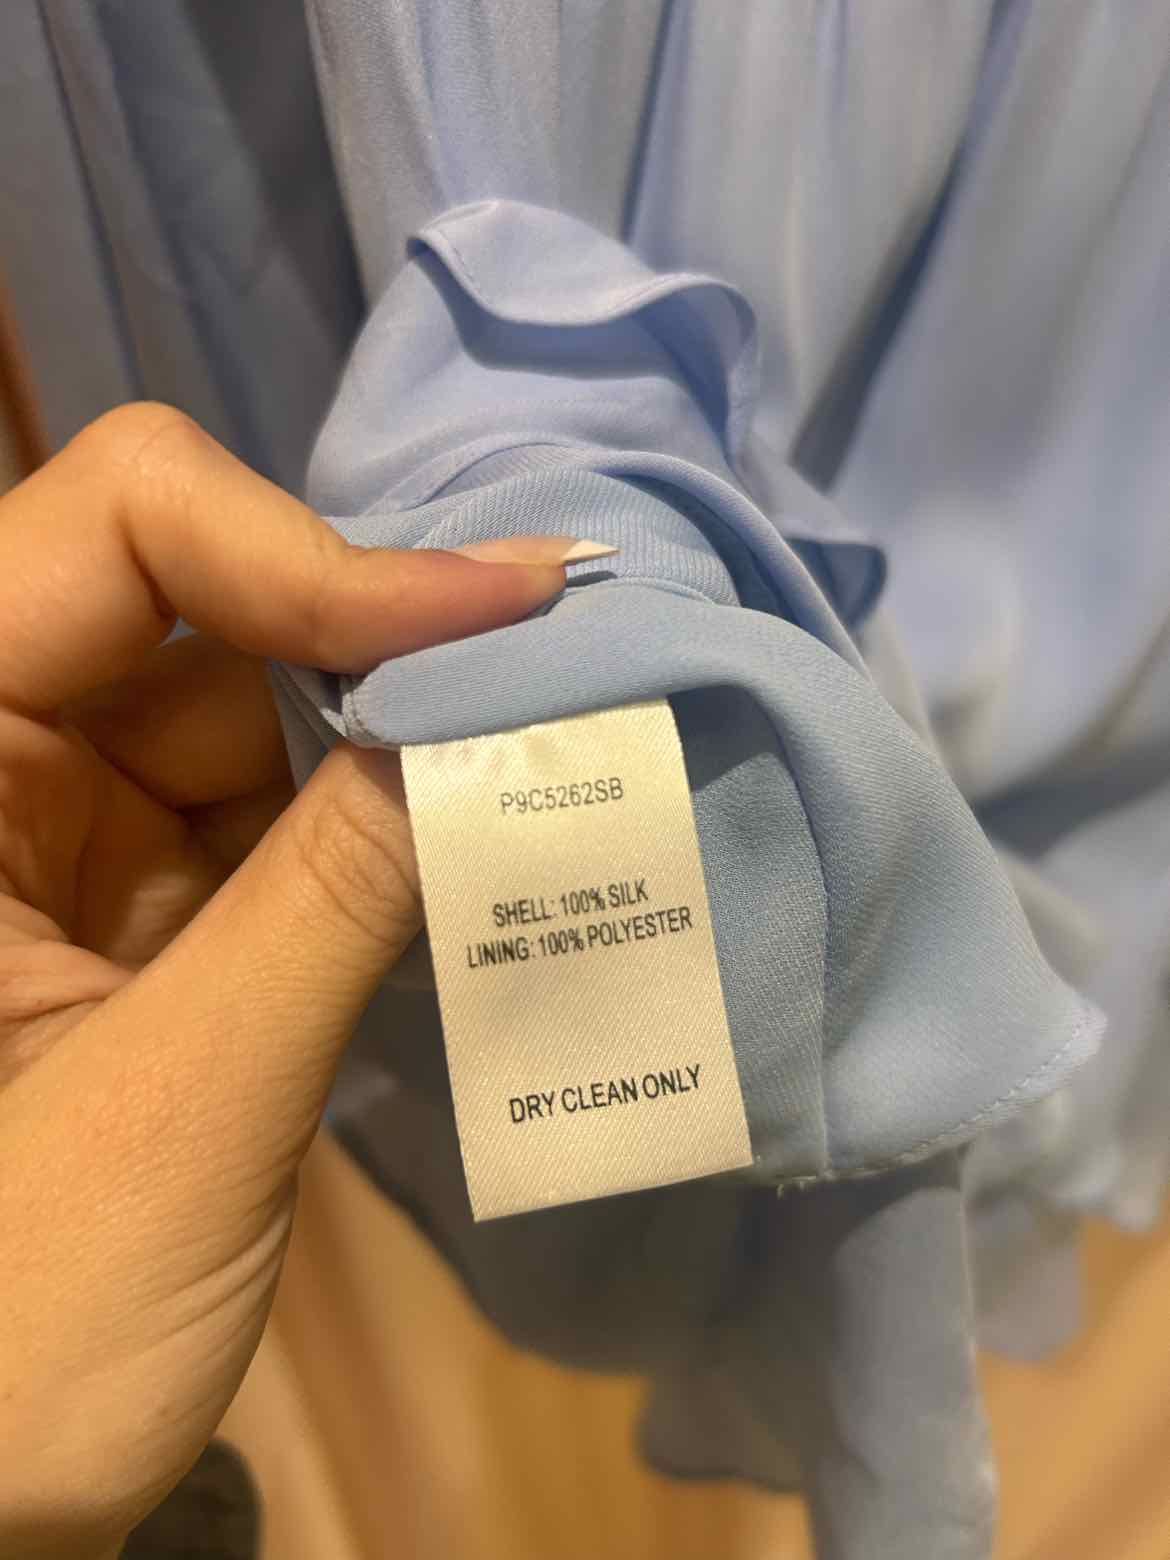 P9C5262SB
SHELL: 100% SILK
LINING: 100% POLYESTER
DRY CLEAN ONLY